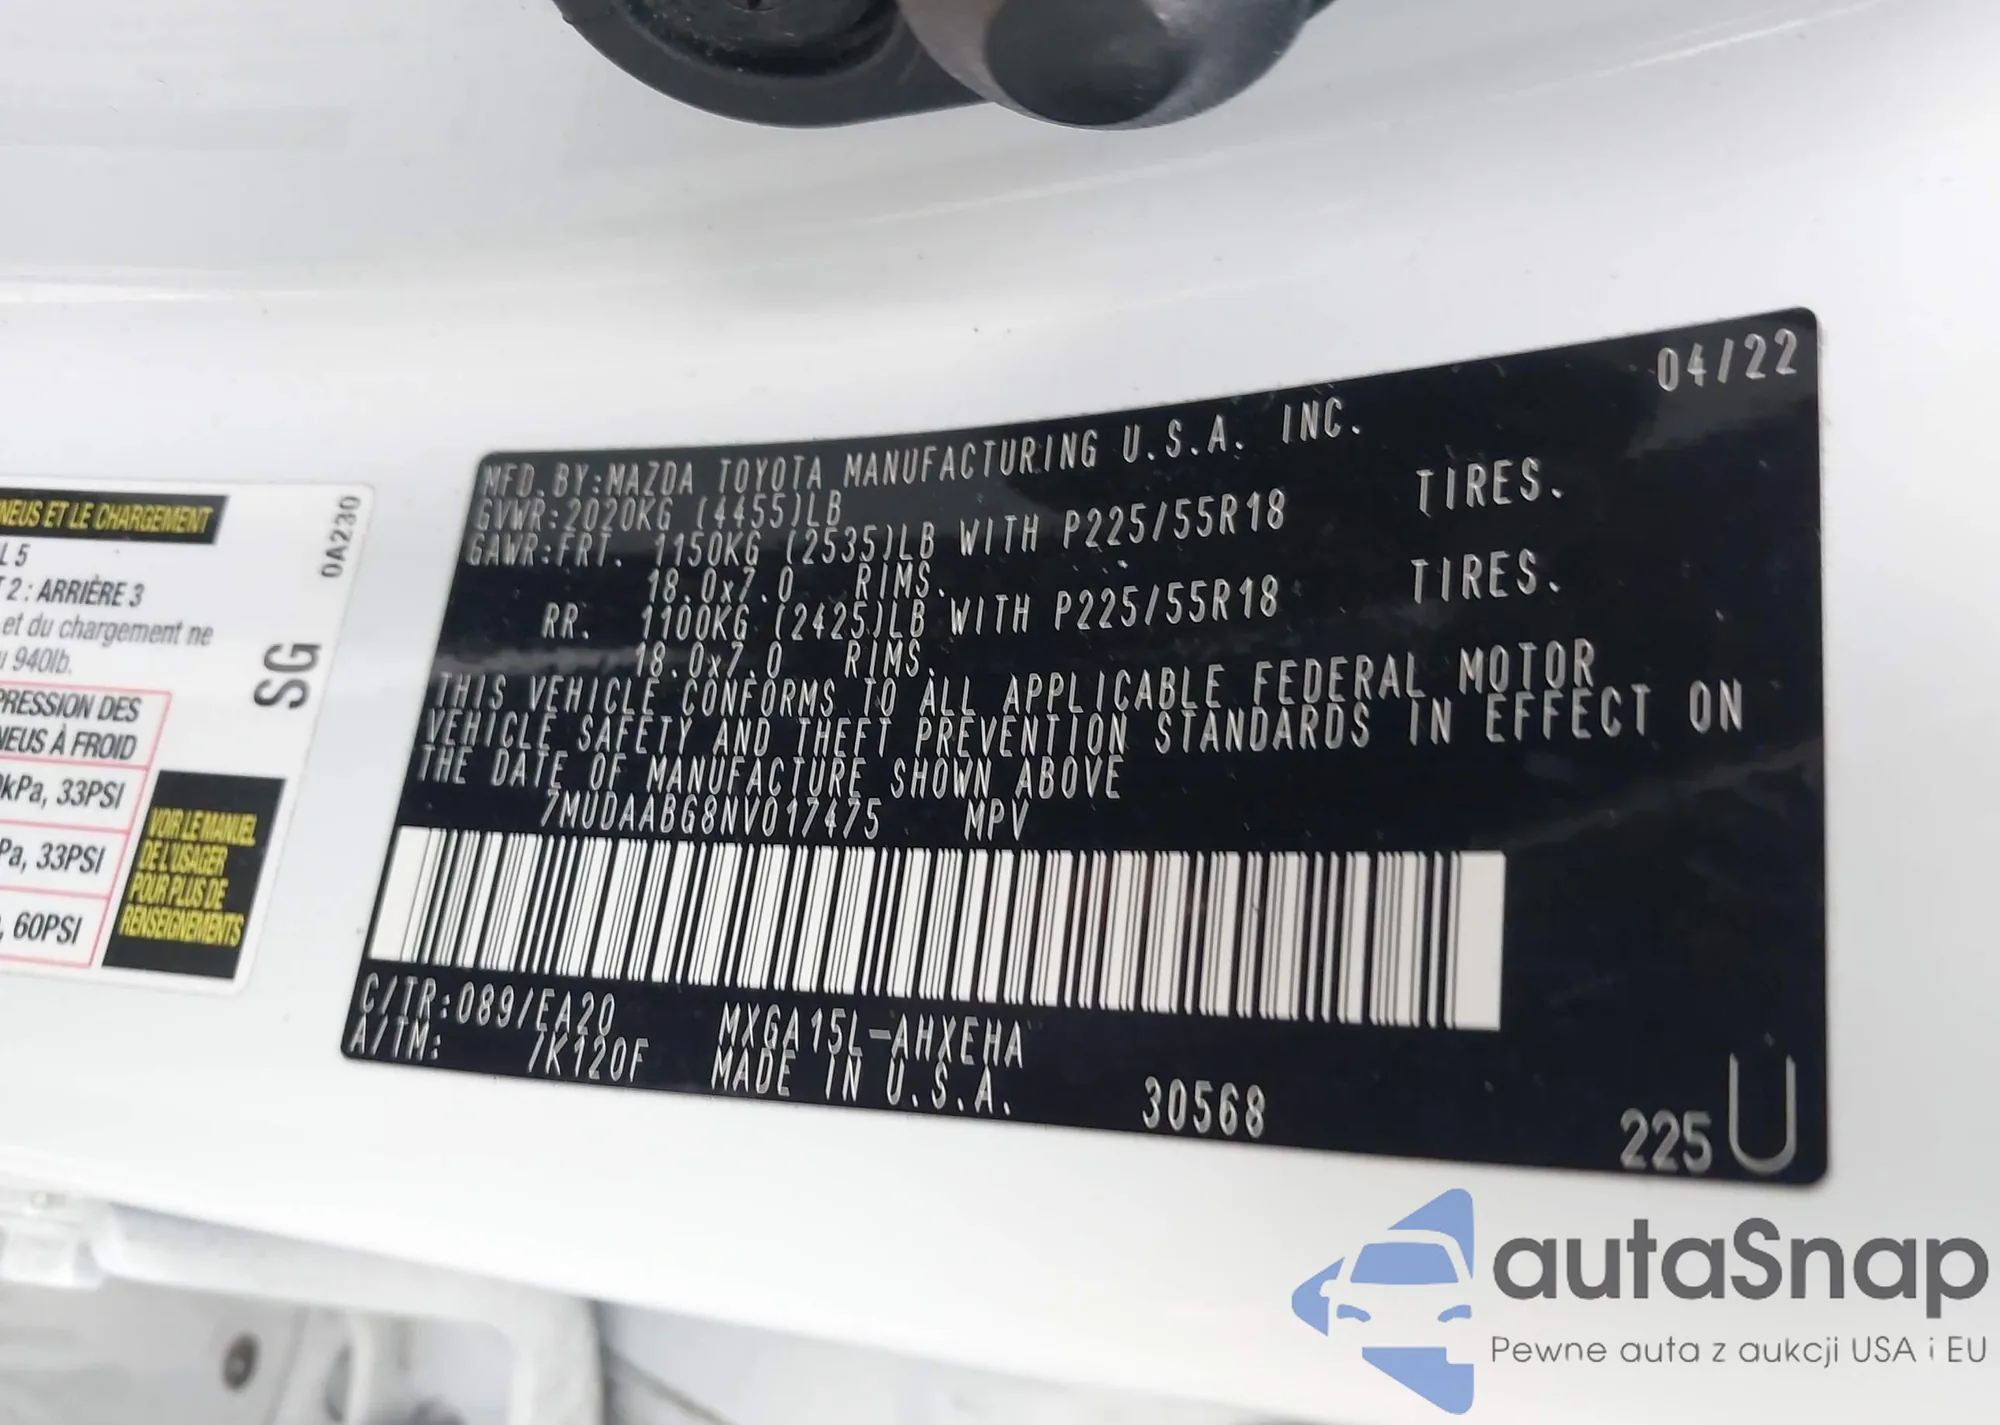 04/22
MFD. BY:MAZDA TOYOTA MANUFACTURING U.S.A. INC.
GVWR:2020KG (4455)LB
GAWR:FRT. 1150KG (2535)LB WITH P225/55R18 TIRES.
18.0x7.0 RIMS.
RR. 1100KG (2425)LB WITH P225/55R18 TIRES.
18.0x7.0 RIMS.
THIS VEHICLE CONFORMS TO ALL APPLICABLE FEDERAL MOTOR
VEHICLE SAFETY AND THEFT PREVENTION STANDARDS IN EFFECT ON
THE DATE OF MANUFACTURE SHOWN ABOVE
7MUDAABG8NV017475 MPV
C/TR:089/EA20 MXGA15L-AHXEHA
A/TM: /K120F MADE IN U.S.A. 30568
225 U
NEUS ET LE CHARGEMENT
L 5
2 : ARRIÈRE 3
et du chargement ne
940lb.
PRESSION DES
NEUS À FROID
kPa, 33PSI
Pa, 33PSI
, 60PSI
VOIR LE MANUEL
DE L'USAGER
POUR PLUS DE
RENSEIGNEMENTS
0A230
SG
autaSnap
Pewne auta z aukcji USA i EU